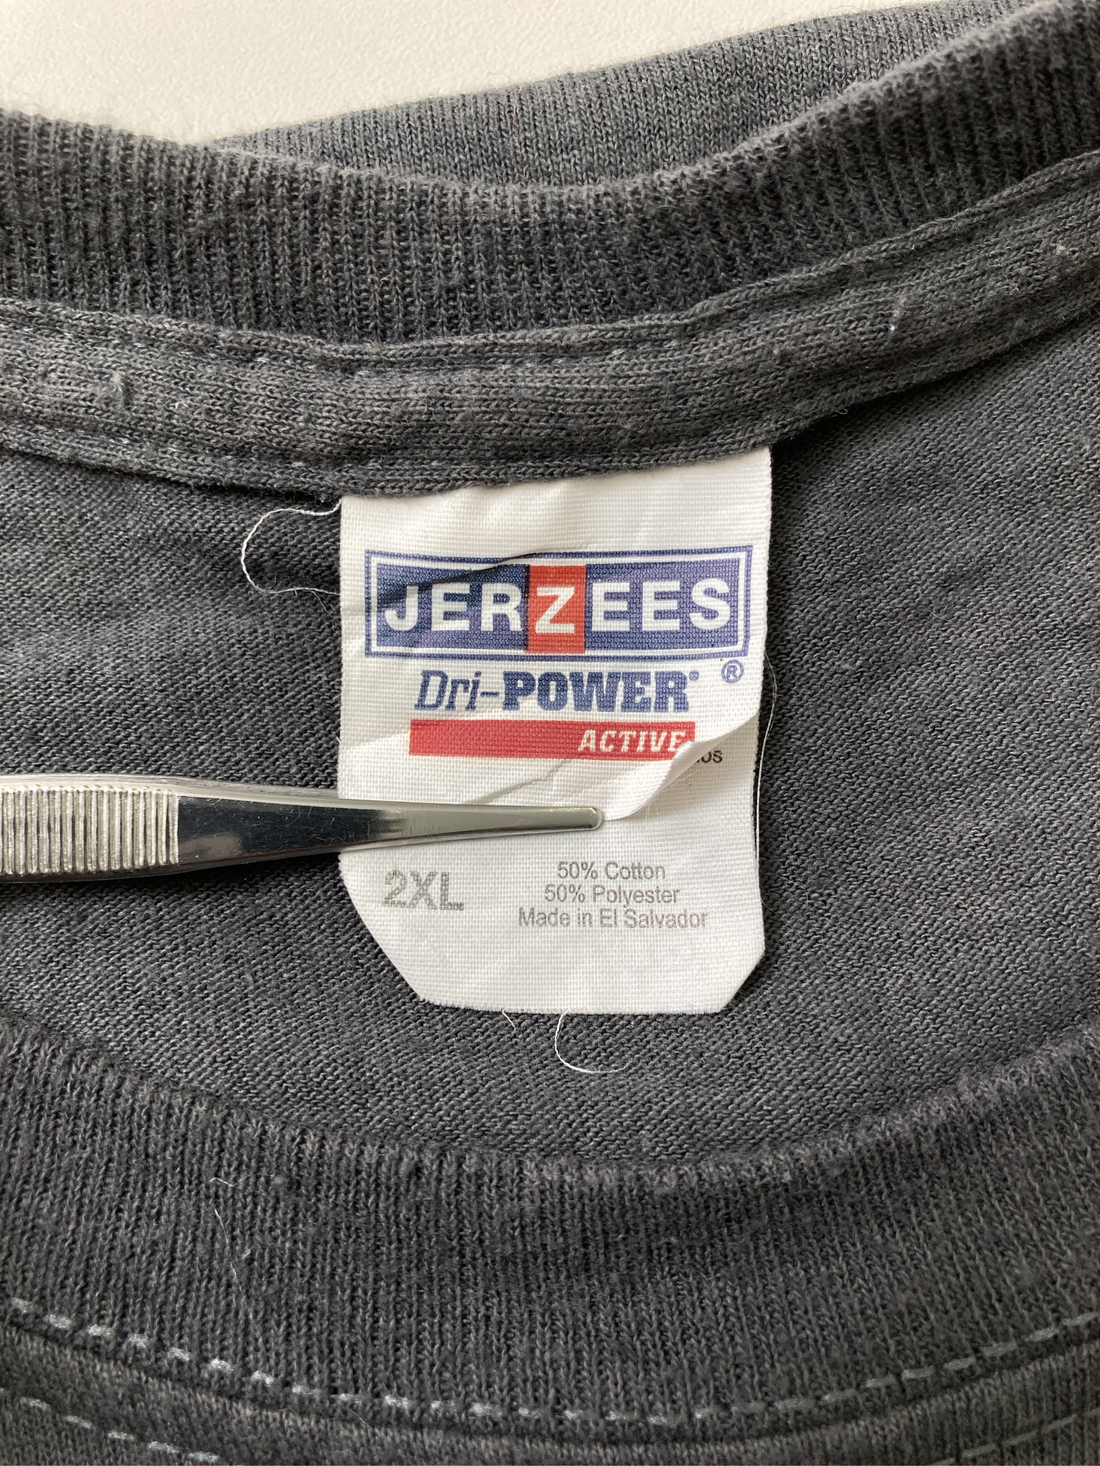 JERZEES
®
Dri-POWER®
ACTIVE
2XL
50% Cotton
50% Polyester
Made in El Salvador